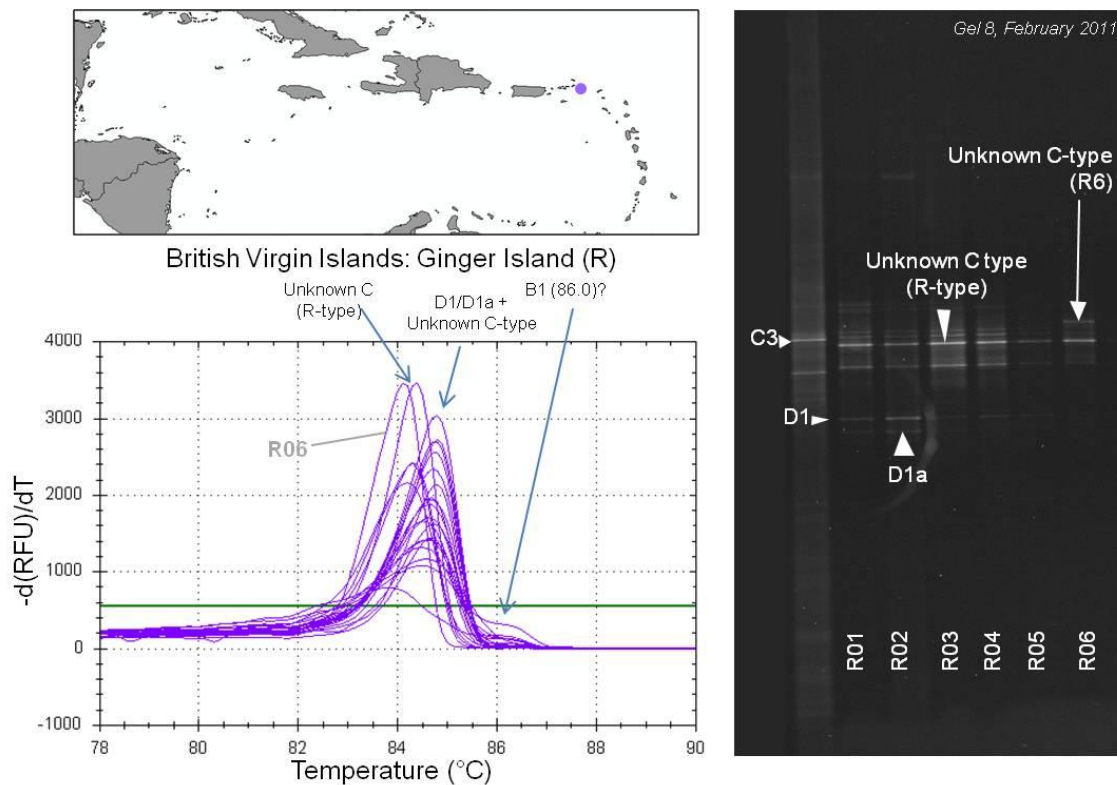 British Virgin Islands: Ginger Island (R)
Unknown C
(R-type)
D1/D1a +
Unknown C-type
B1 (86.0)?
R06
4000
3000
2000
1000
0
-1000
-d(RFU)/dT
78
80
82
84
86
88
90
Temperature (°C)
Gel 8, February 2011
Unknown C-type
(R6)
Unknown C type
(R-type)
C3
D1
D1a
R01
R02
R03
R04
R05
R06